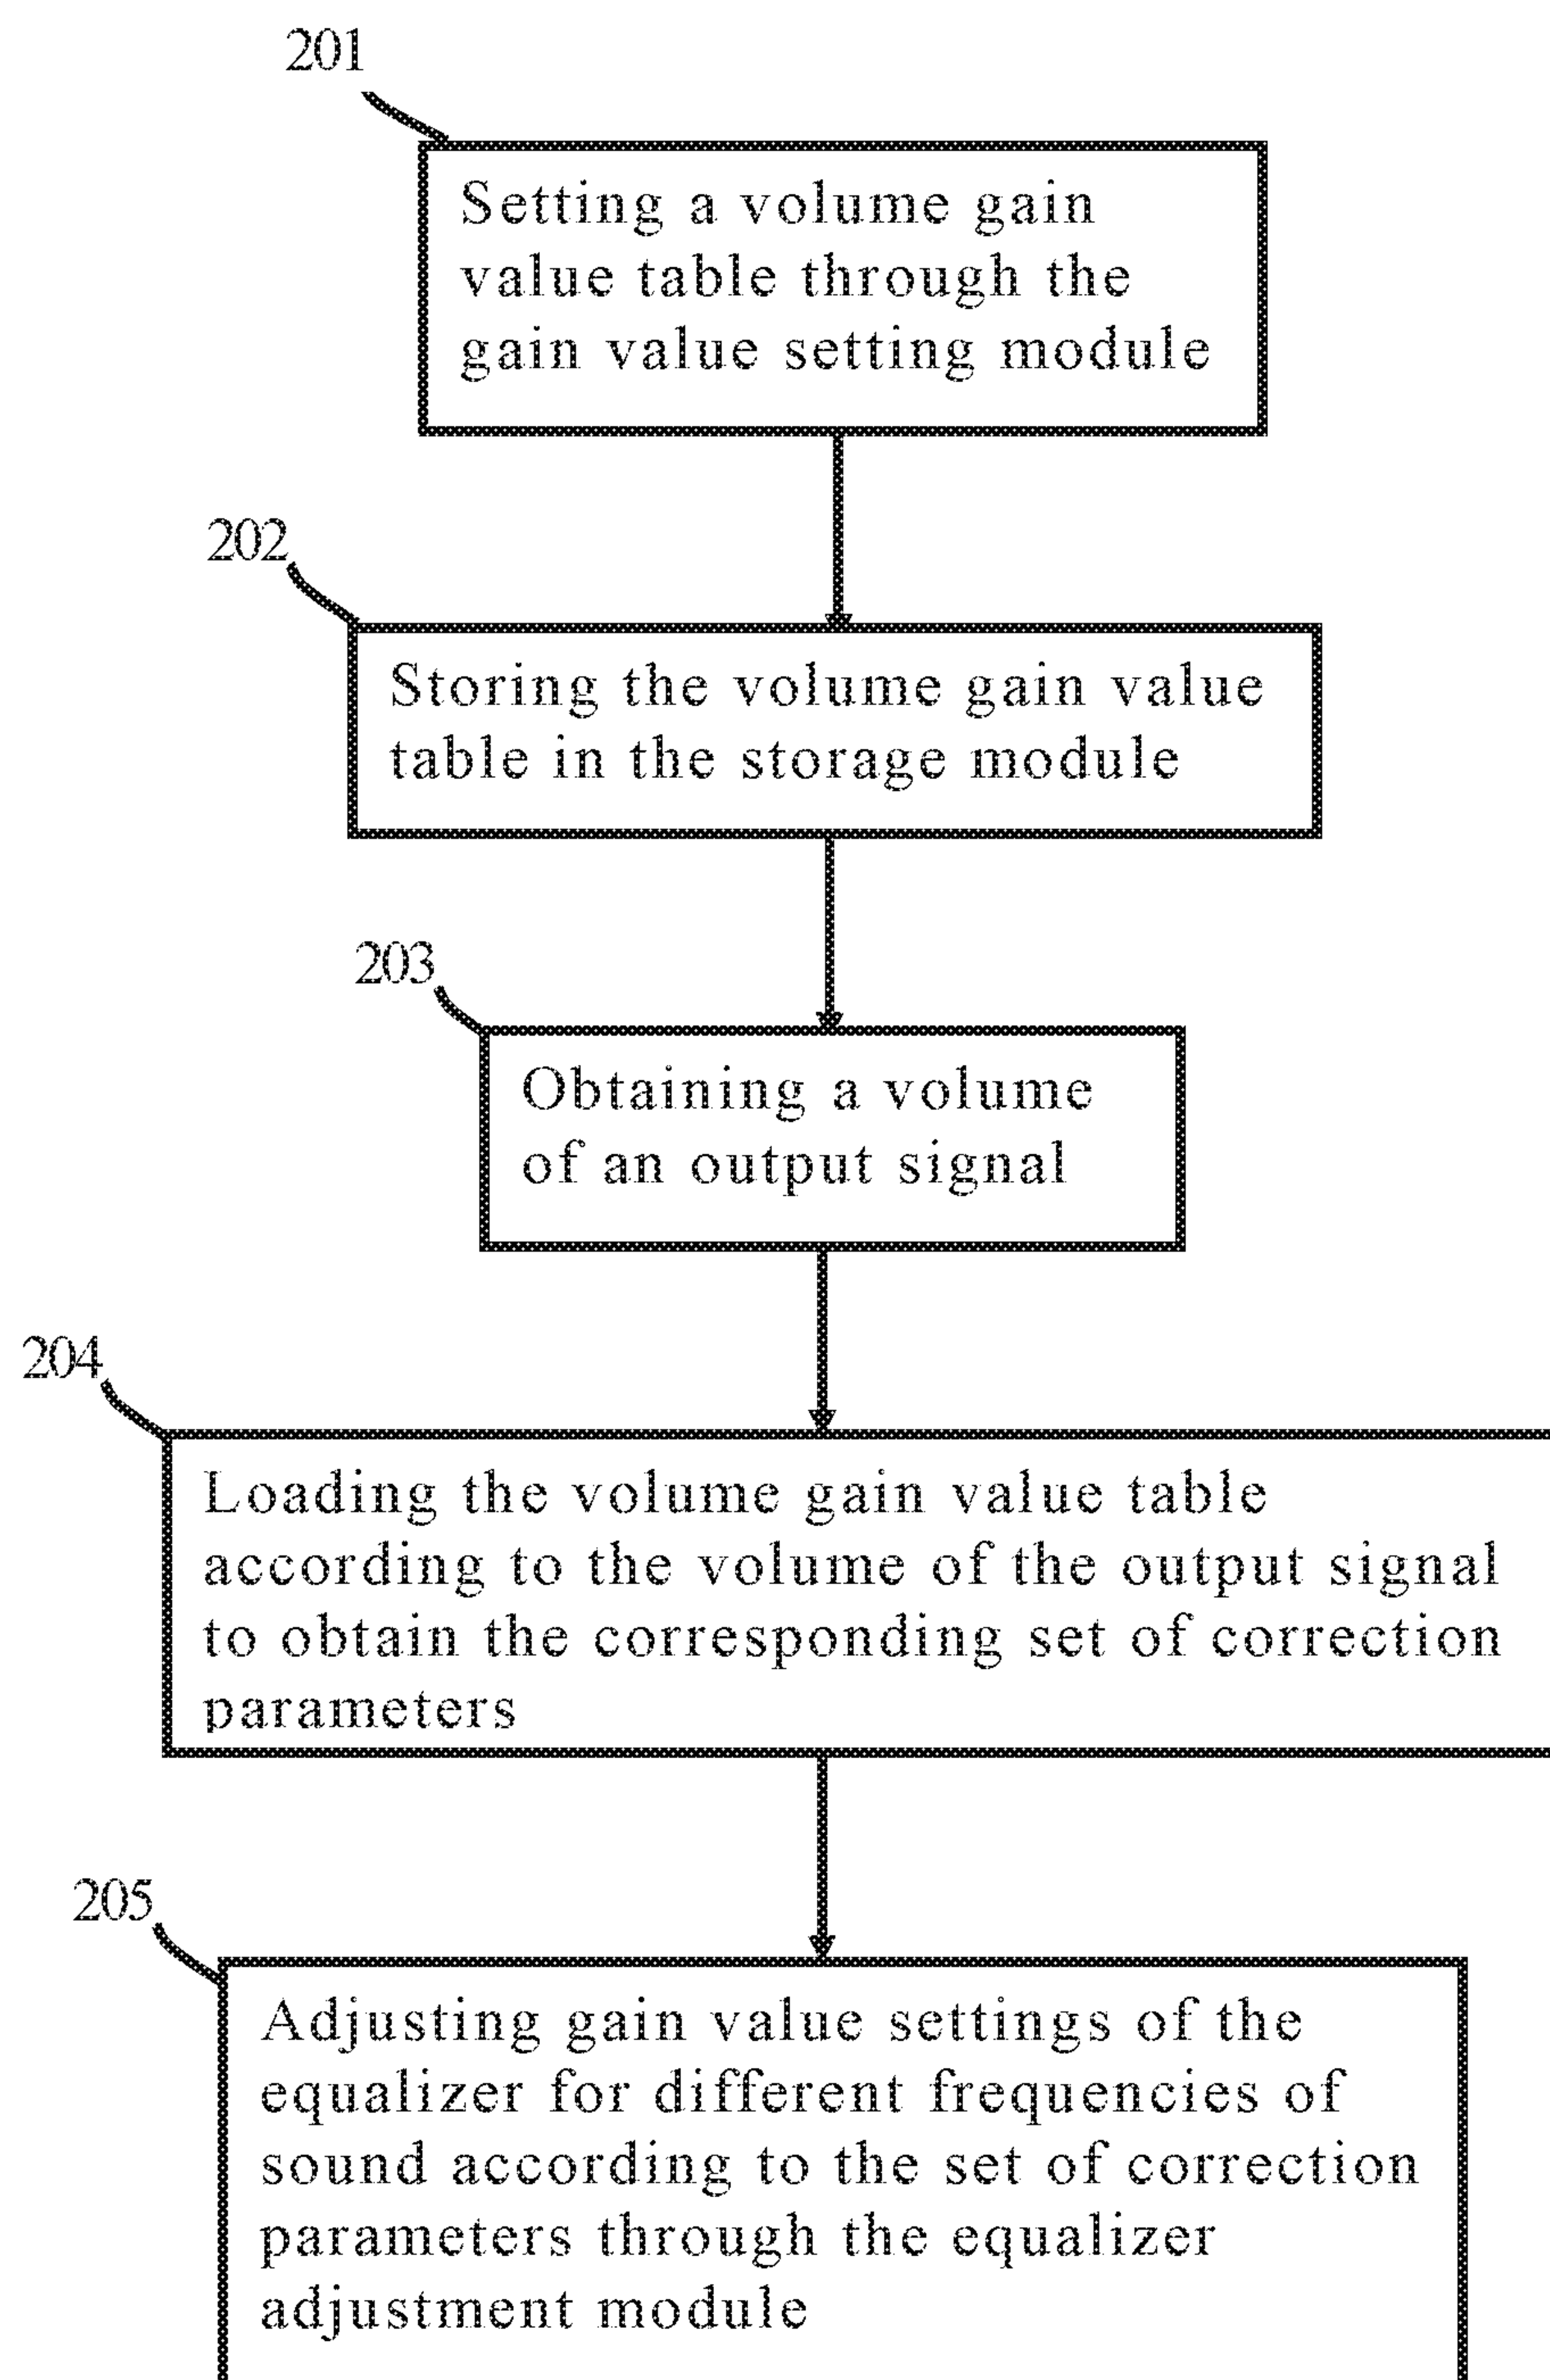 201
Setting a volume gain
value table through the
gain value setting module
202
Storing the volume gain value
table in the storage module
203
Obtaining a volume
of an output signal
204
Loading the volume gain value table
according to the volume of the output signal
to obtain the corresponding set of correction
parameters
205
Adjusting gain value settings of the
equalizer for different frequencies of
sound according to the set of correction
parameters through the equalizer
adjustment module